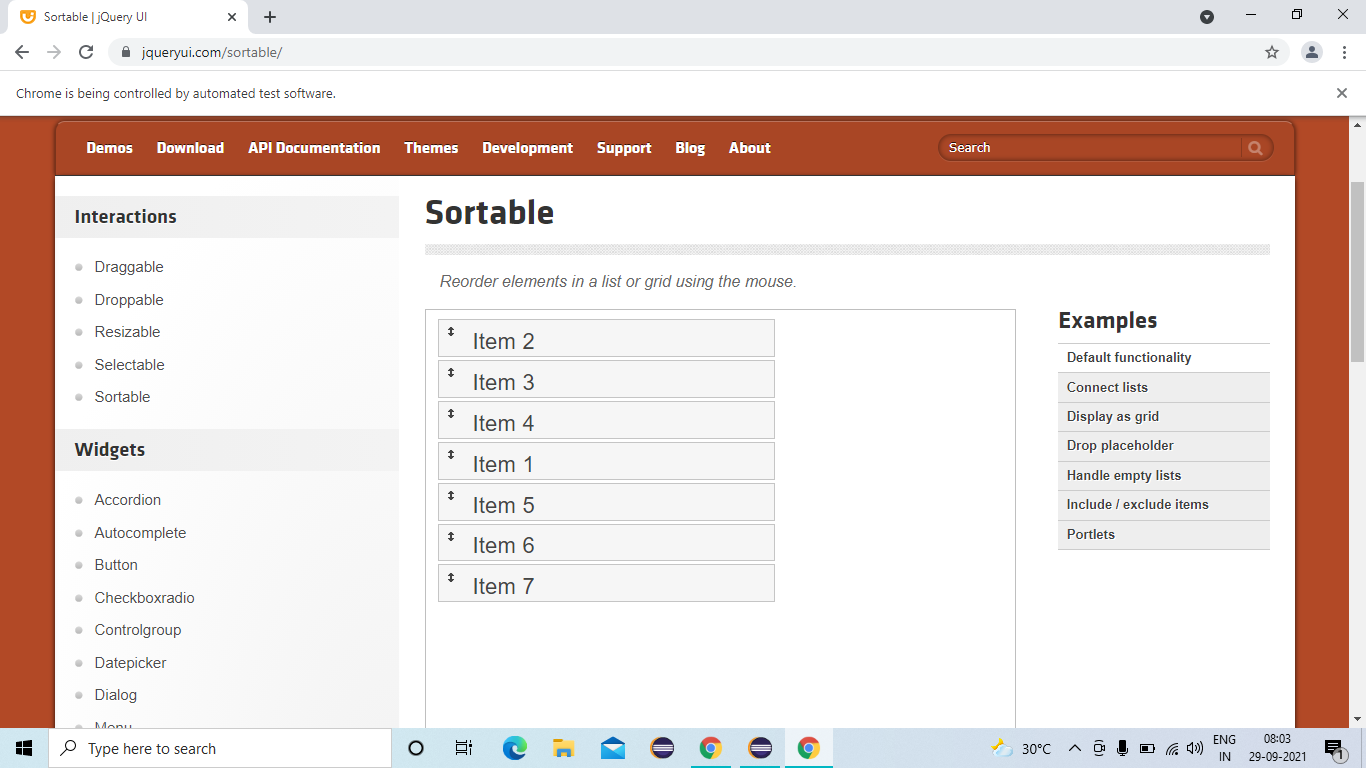 Sortable | jQuery UI
jqueryui.com/sortable/
Chrome is being controlled by automated test software.
Demos Download API Documentation Themes Development Support Blog About Search
Interactions
Draggable
Droppable
Resizable
Selectable
Sortable
Widgets
Accordion
Autocomplete
Button
Checkboxradio
Controlgroup
Datepicker
Dialog
Menu
Sortable
Reorder elements in a list or grid using the mouse.
Item 2
Item 3
Item 4
Item 1
Item 5
Item 6
Item 7
Examples
Default functionality
Connect lists
Display as grid
Drop placeholder
Handle empty lists
Include / exclude items
Portlets
Type here to search
30°C
ENG
IN
08:03
29-09-2021
1